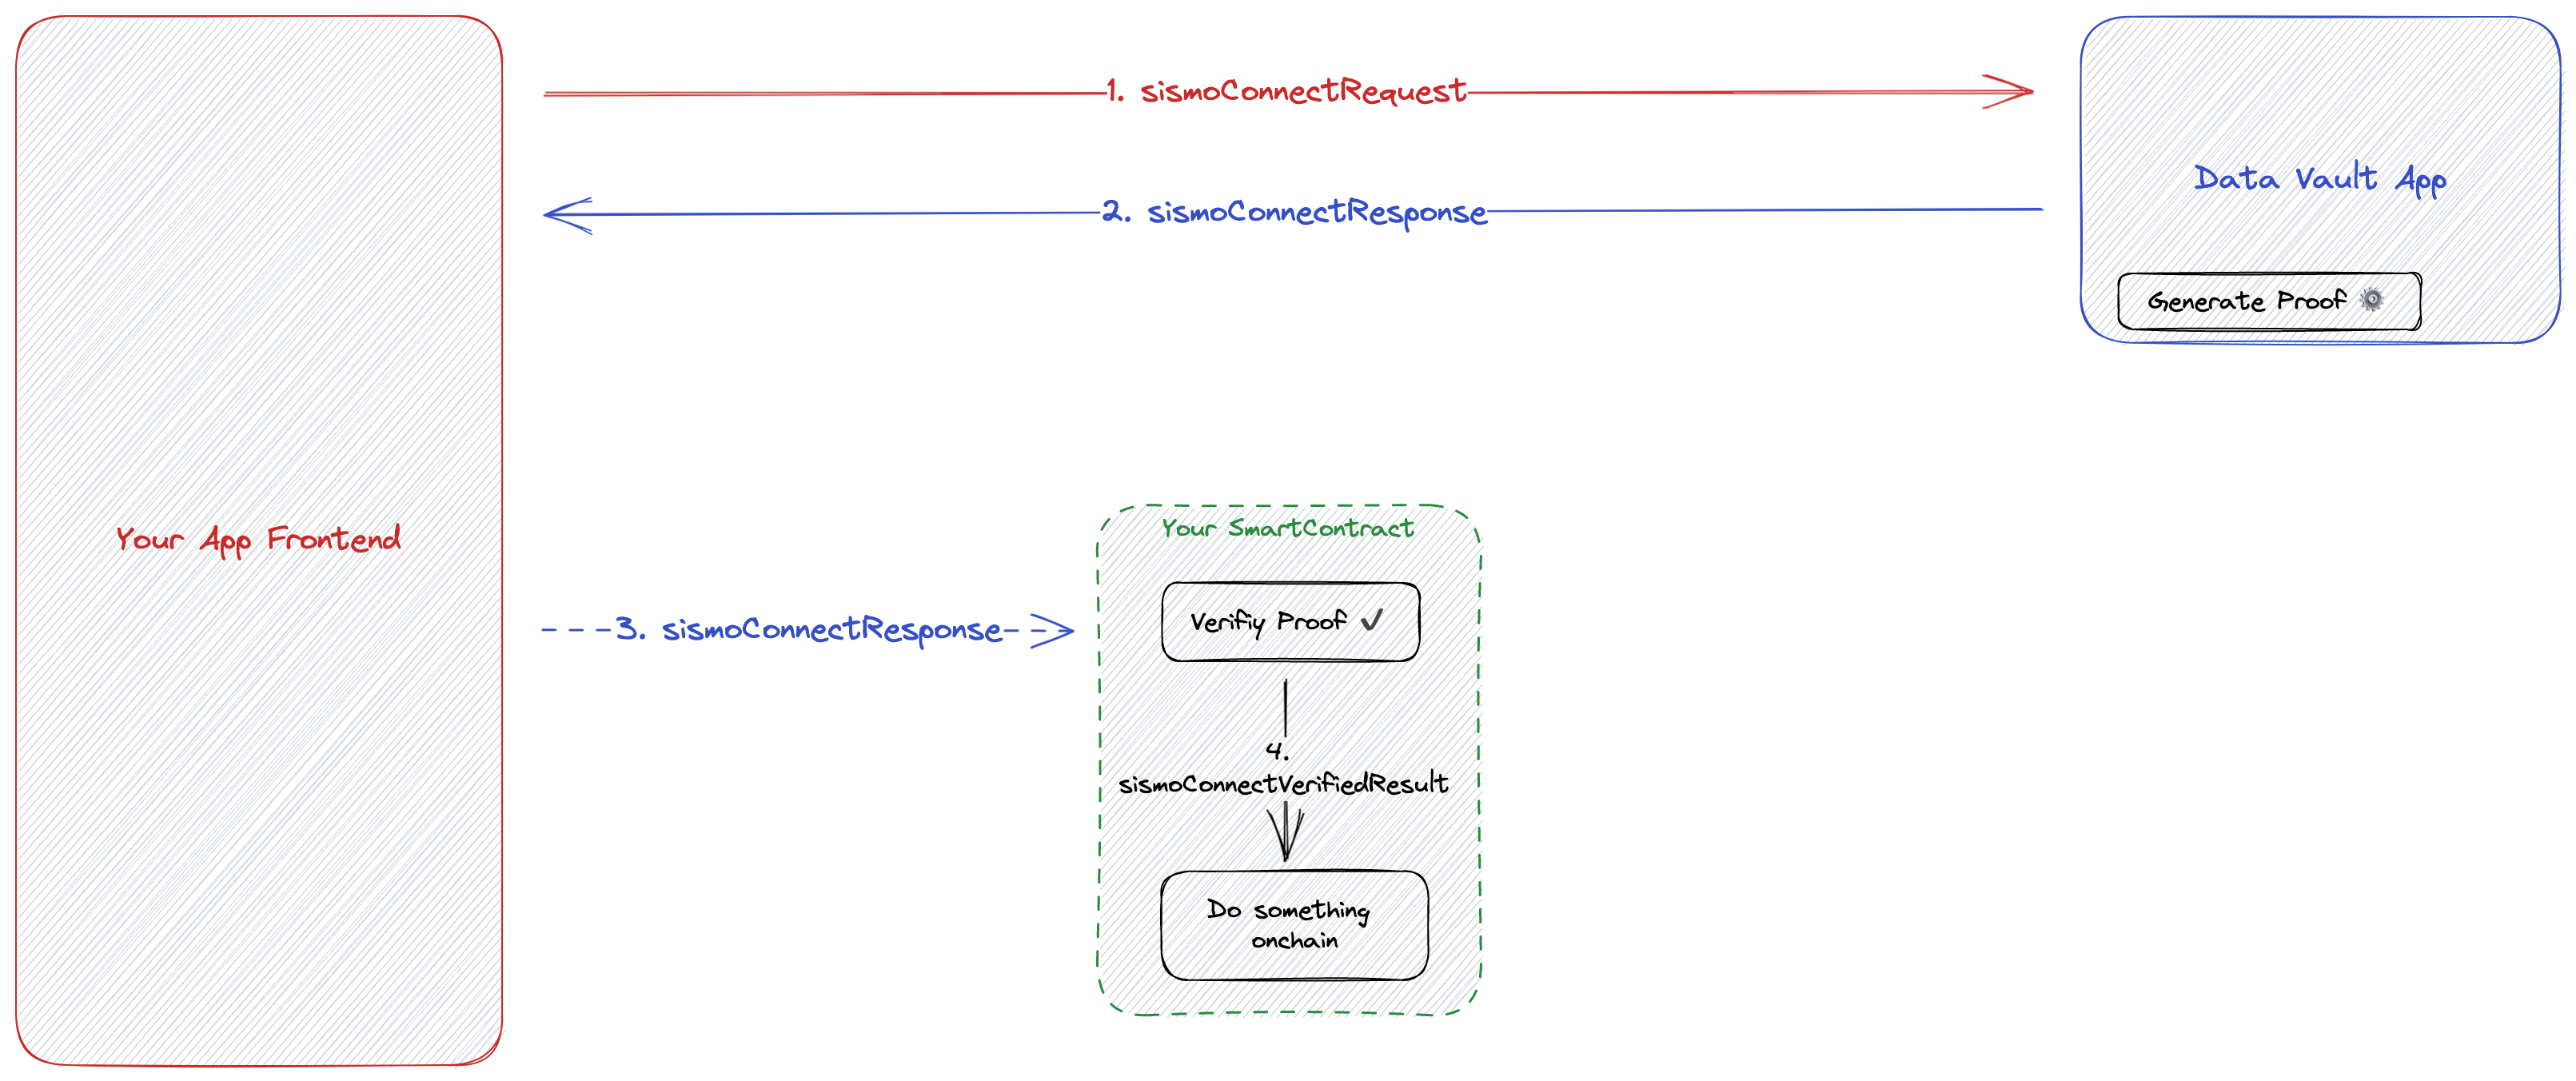 1. sismoConnectRequest
2. sismoConnectResponse
Data Vault App
Generate Proof
Your App Frontend
Your SmartContract
Verifiy Proof ✓
3. sismoConnectResponse
4.
sismoConnectVerifiedResult
Do something
onchain